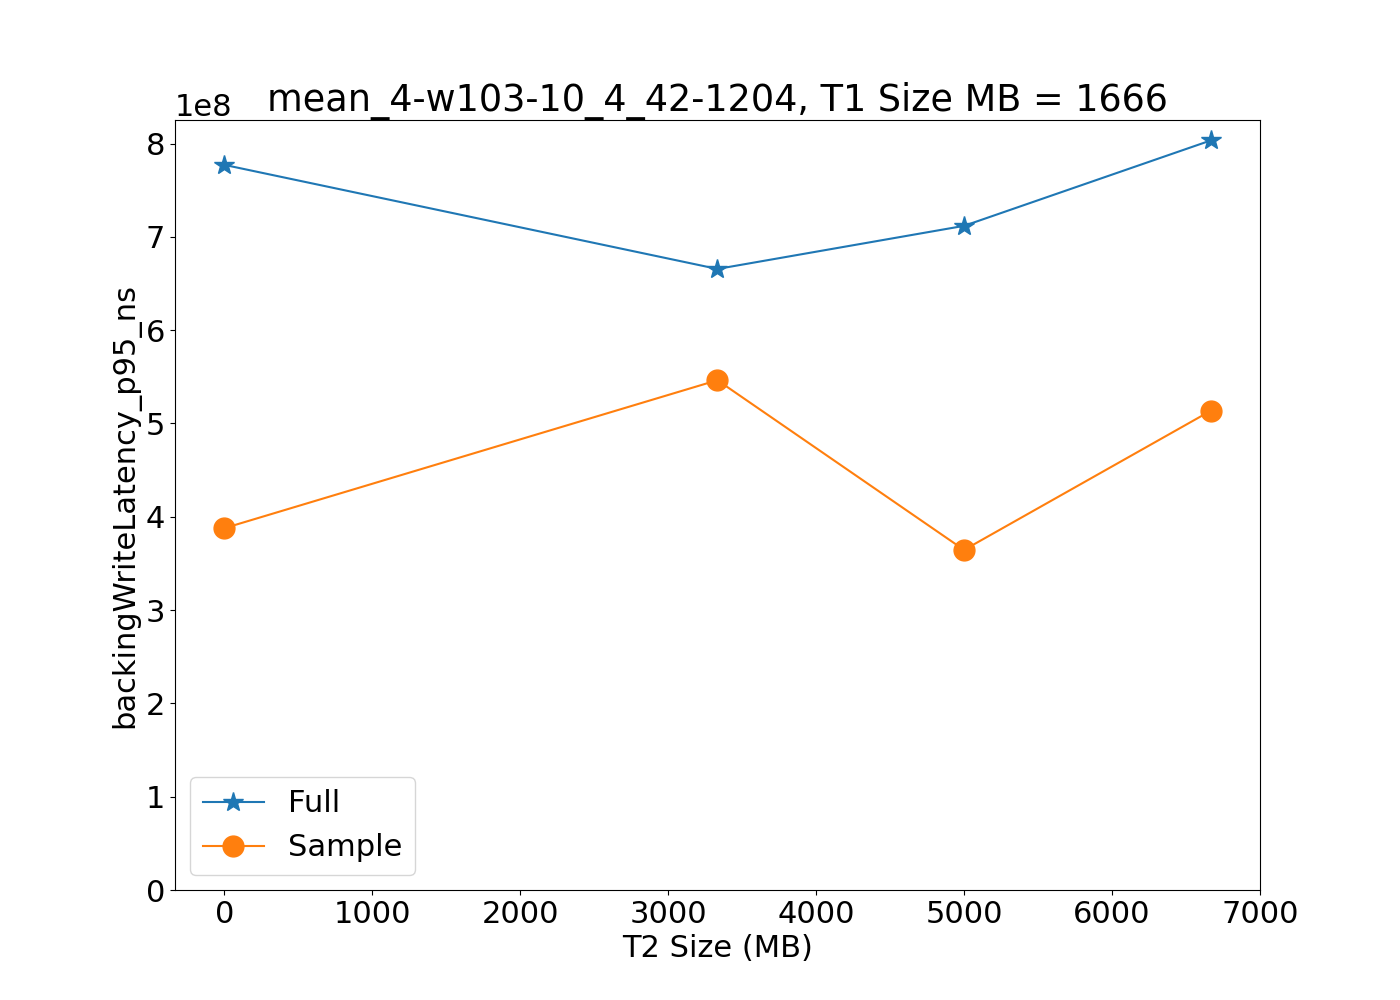 1e8
mean_4-w103-10_4_42-1204, T1 Size MB = 1666
backingWriteLatency_p95_ns
8
7
6
5
4
3
2
1
0
Full
Sample
0 1000 2000 3000 4000 5000 6000 7000
T2 Size (MB)